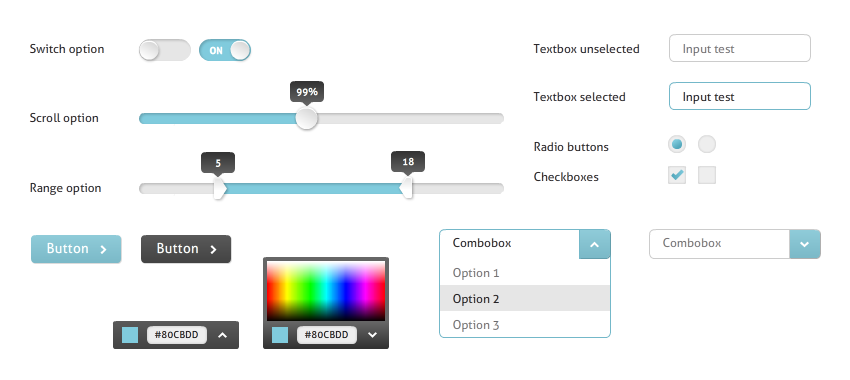 Switch option
ON
Textbox unselected
Input test
99%
Scroll option
Textbox selected
Input test
5
18
Range option
Radio buttons
Checkboxes
Button
Button
Combobox
Combobox
Option 1
Option 2
Option 3
#80CBDD
#80CBDD